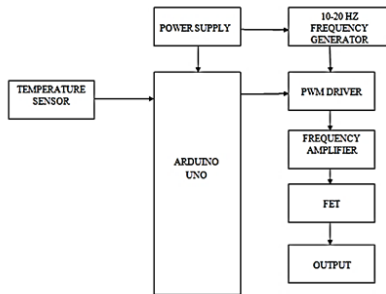 POWER SUPPLY
10-20 HZ
FREQUENCY
GENERATOR
TEMPERATURE
SENSOR
ARDUINO
UNO
PWM DRIVER
FREQUENCY
AMPLIFIER
FET
OUTPUT